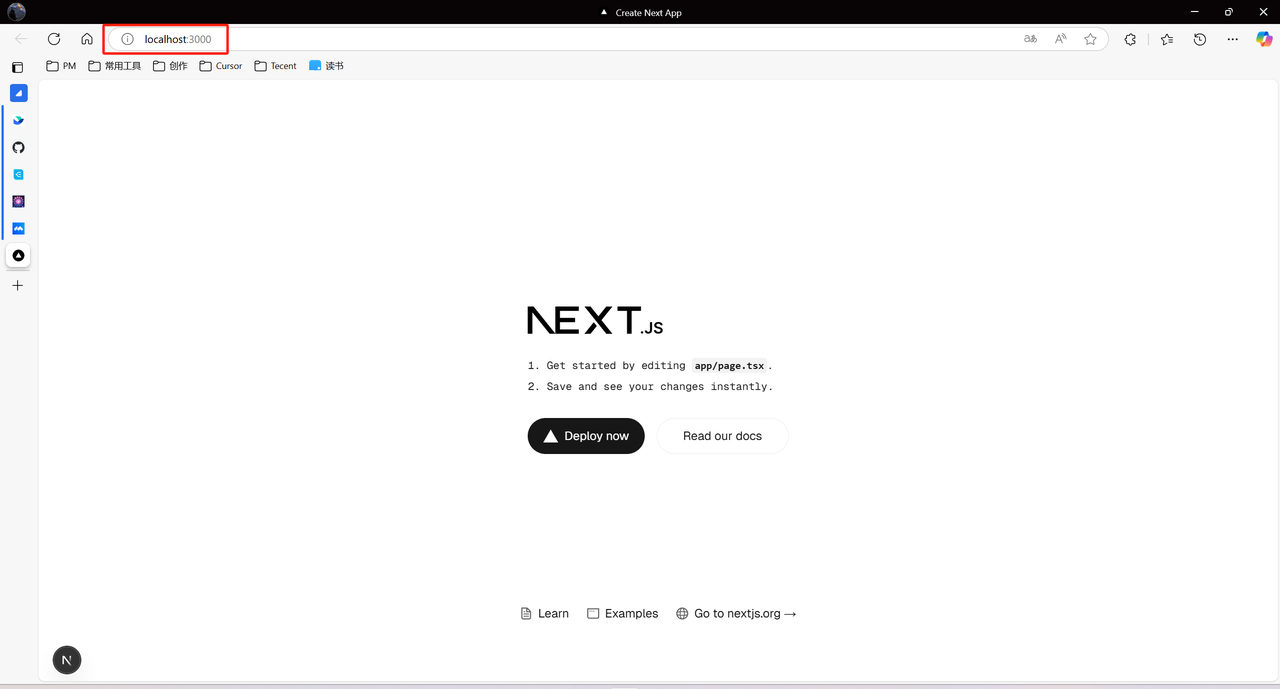 Create Next App
localhost:3000
PM 常用工具 创作 Cursor Tecent 读书
NEXT.JS
1. Get started by editing app/page.tsx.
2. Save and see your changes instantly.
Deploy now Read our docs
Learn Examples Go to nextjs.org →
N